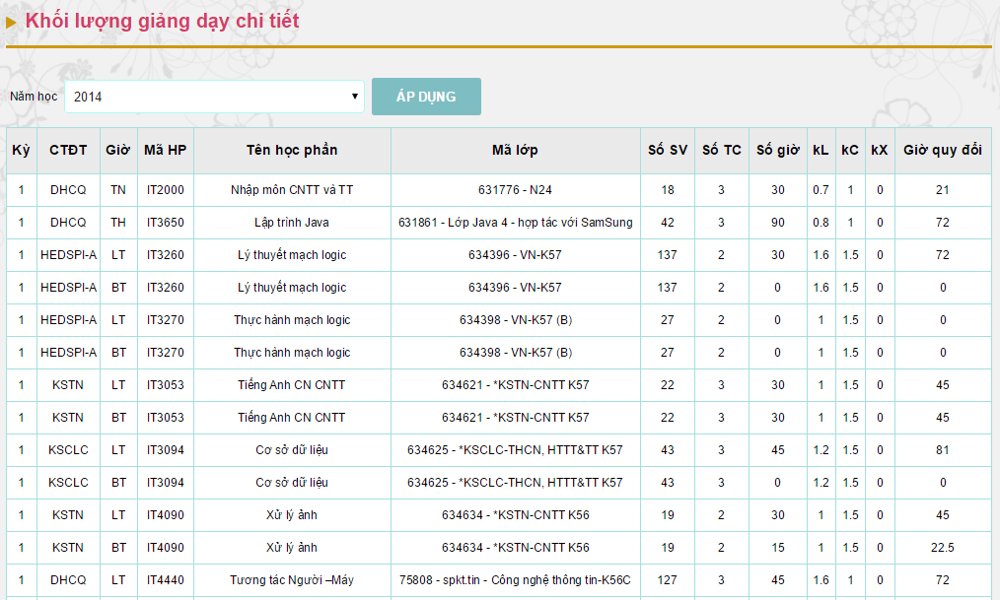 Khối lượng giảng dạy chi tiết
Năm học 2014 ÁP DỤNG
Kỳ CTĐT Giờ Mã HP Tên học phần Mã lớp Số SV Số TC Số giờ kL kC kX Giờ quy đổi
1 DHCQ TN IT2000 Nhập môn CNTT và TT 631776 - N24 18 3 30 0.7 1 0 21
1 DHCQ TH IT3650 Lập trình Java 631861 - Lớp Java 4 - hợp tác với SamSung 42 3 90 0.8 1 0 72
1 HEDSPI-A LT IT3260 Lý thuyết mạch logic 634396 - VN-K57 137 2 30 1.6 1.5 0 72
1 HEDSPI-A BT IT3260 Lý thuyết mạch logic 634396 - VN-K57 137 2 0 1.6 1.5 0 0
1 HEDSPI-A LT IT3270 Thực hành mạch logic 634398 - VN-K57 (B) 27 2 0 1 1.5 0 0
1 HEDSPI-A BT IT3270 Thực hành mạch logic 634398 - VN-K57 (B) 27 2 0 1 1.5 0 0
1 KSTN LT IT3053 Tiếng Anh CN CNTT 634621 - *KSTN-CNTT K57 22 3 30 1 1.5 0 45
1 KSTN BT IT3053 Tiếng Anh CN CNTT 634621 - *KSTN-CNTT K57 22 3 30 1 1.5 0 45
1 KSCLC LT IT3094 Cơ sở dữ liệu 634625 - *KSCLC-THCN, HTTT&TT K57 43 3 45 1.2 1.5 0 81
1 KSCLC BT IT3094 Cơ sở dữ liệu 634625 - *KSCLC-THCN, HTTT&TT K57 43 3 0 1.2 1.5 0 0
1 KSTN LT IT4090 Xử lý ảnh 634634 - *KSTN-CNTT K56 19 2 30 1 1.5 0 45
1 KSTN BT IT4090 Xử lý ảnh 634634 - *KSTN-CNTT K56 19 2 15 1 1.5 0 22.5
1 DHCQ LT IT4440 Tương tác Người –Máy 75808 - spkt.tin - Công nghệ thông tin-K56C 127 3 45 1.6 1 0 72